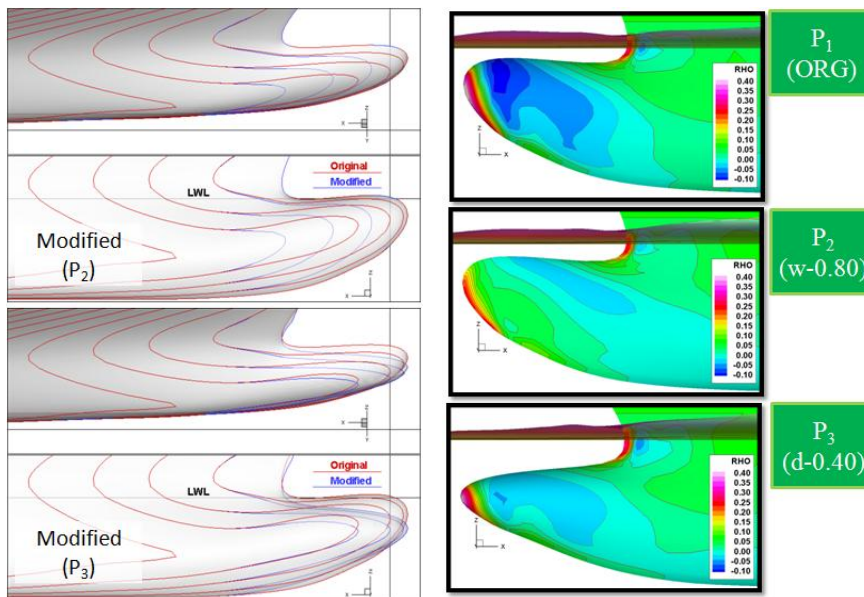 Original
Modified
LWL
Modified
(P2)
Original
Modified
LWL
Modified
(P3)
RHO
0.40
0.35
0.30
0.25
0.20
0.15
0.10
0.05
0.00
-0.05
-0.10
Z
X
P1
(ORG)
RHO
0.40
0.35
0.30
0.25
0.20
0.15
0.10
0.05
0.00
-0.05
-0.10
Z
X
P2
(w-0.80)
RHO
0.40
0.35
0.30
0.25
0.20
0.15
0.10
0.05
0.00
-0.05
-0.10
Z
X
P3
(d-0.40)